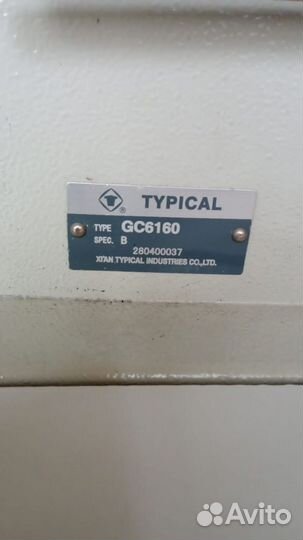 ® TYPICAL
TYPE GC6160
SPEC. B
280400037
XI'AN TYPICAL INDUSTRIES CO.,LTD.
Avito